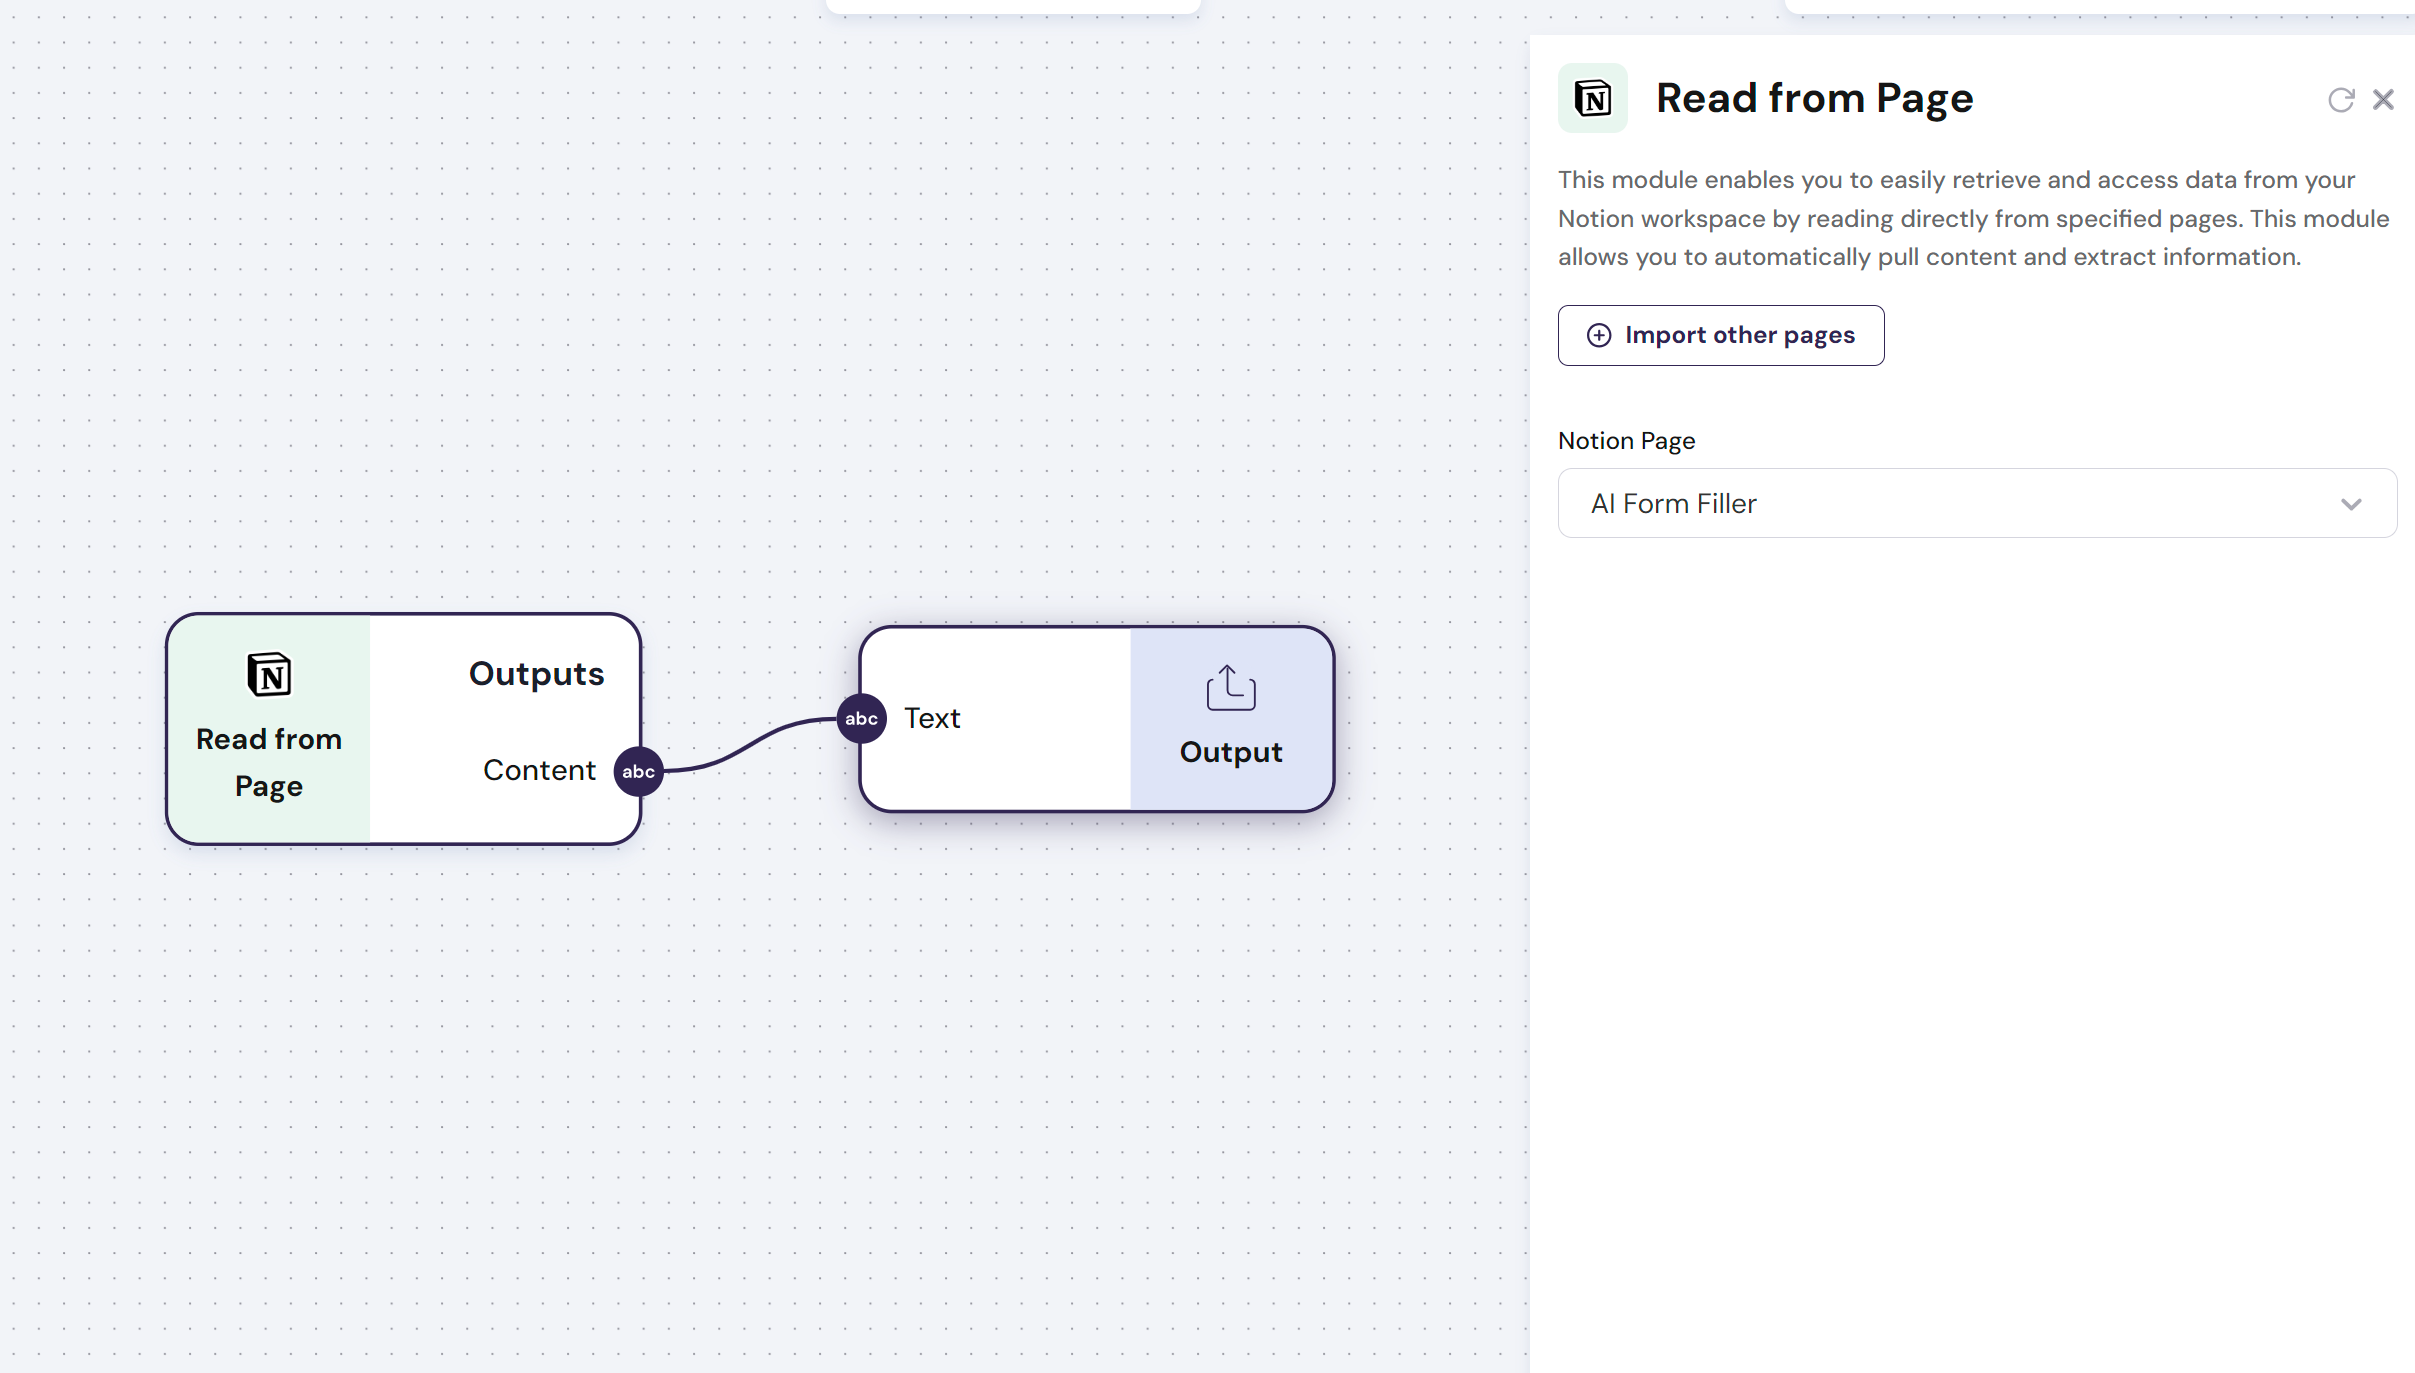 Read from
Page
Outputs
Content
abc
abc
Text
Output
Read from Page
This module enables you to easily retrieve and access data from your
Notion workspace by reading directly from specified pages. This module
allows you to automatically pull content and extract information.
Import other pages
Notion Page
AI Form Filler